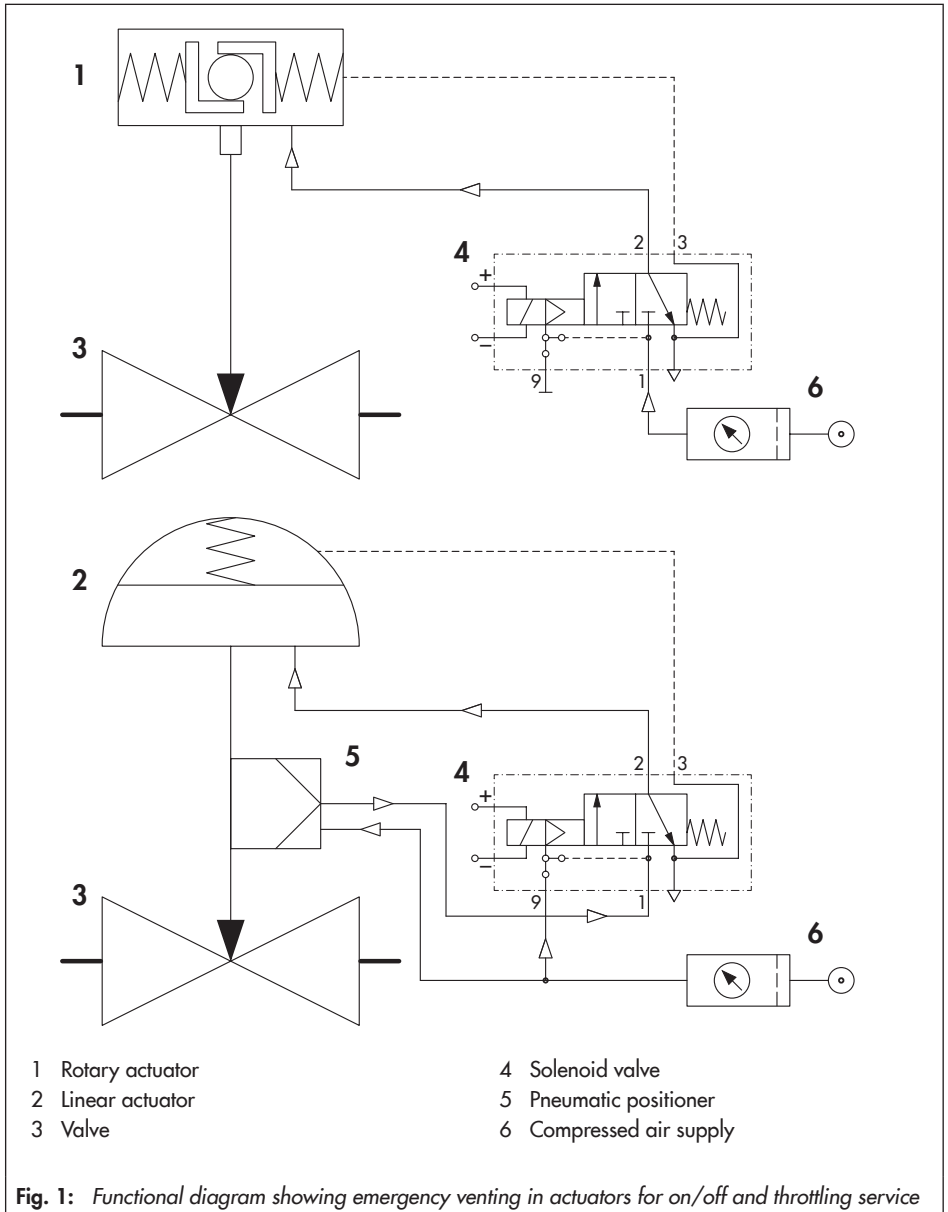 1
2 3
4
+
−
3
9
1
6
2
5
2 3
4
+
−
3
9
1
6
1 Rotary actuator
2 Linear actuator
3 Valve
4 Solenoid valve
5 Pneumatic positioner
6 Compressed air supply
Fig. 1: Functional diagram showing emergency venting in actuators for on/off and throttling service